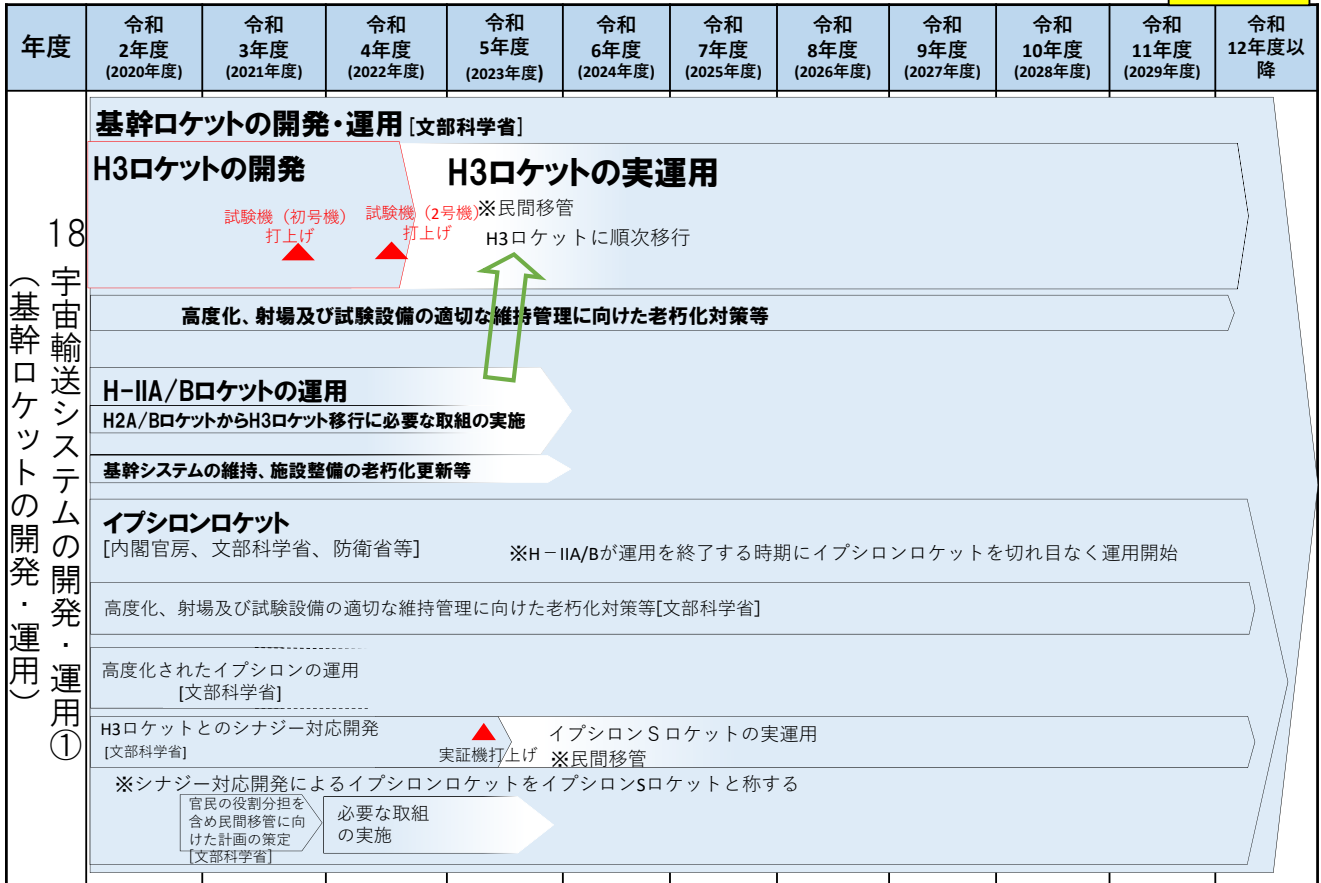 年度
令和
2年度
(2020年度)
令和
3年度
(2021年度)
令和
4年度
(2022年度)
令和
5年度
(2023年度)
令和
6年度
(2024年度)
令和
7年度
(2025年度)
令和
8年度
(2026年度)
令和
9年度
(2027年度)
令和
10年度
(2028年度)
令和
11年度
(2029年度)
令和
12年度以
降
18 宇宙輸送システムの開発・運用①
(基幹ロケットの開発・運用)
基幹ロケットの開発・運用 [文部科学省]
H3ロケットの開発
試験機(初号機)
打上げ
試験機(2号機)
打上げ
H3ロケットの実運用
※民間移管
H3ロケットに順次移行
高度化、射場及び試験設備の適切な維持管理に向けた老朽化対策等
H-IIA/Bロケットの運用
H2A/BロケットからH3ロケット移行に必要な取組の実施
基幹システムの維持、施設整備の老朽化更新等
イプシロンロケット
[内閣官房、文部科学省、防衛省等]
※H-IIA/Bが運用を終了する時期にイプシロンロケットを切れ目なく運用開始
高度化、射場及び試験設備の適切な維持管理に向けた老朽化対策等[文部科学省]
高度化されたイプシロンの運用
[文部科学省]
H3ロケットとのシナジー対応開発
[文部科学省]
実証機打上げ
イプシロンSロケットの実運用
※民間移管
※シナジー対応開発によるイプシロンロケットをイプシロンSロケットと称する
官民の役割分担を
含め民間移管に向
けた計画の策定
[文部科学省]
必要な取組
の実施